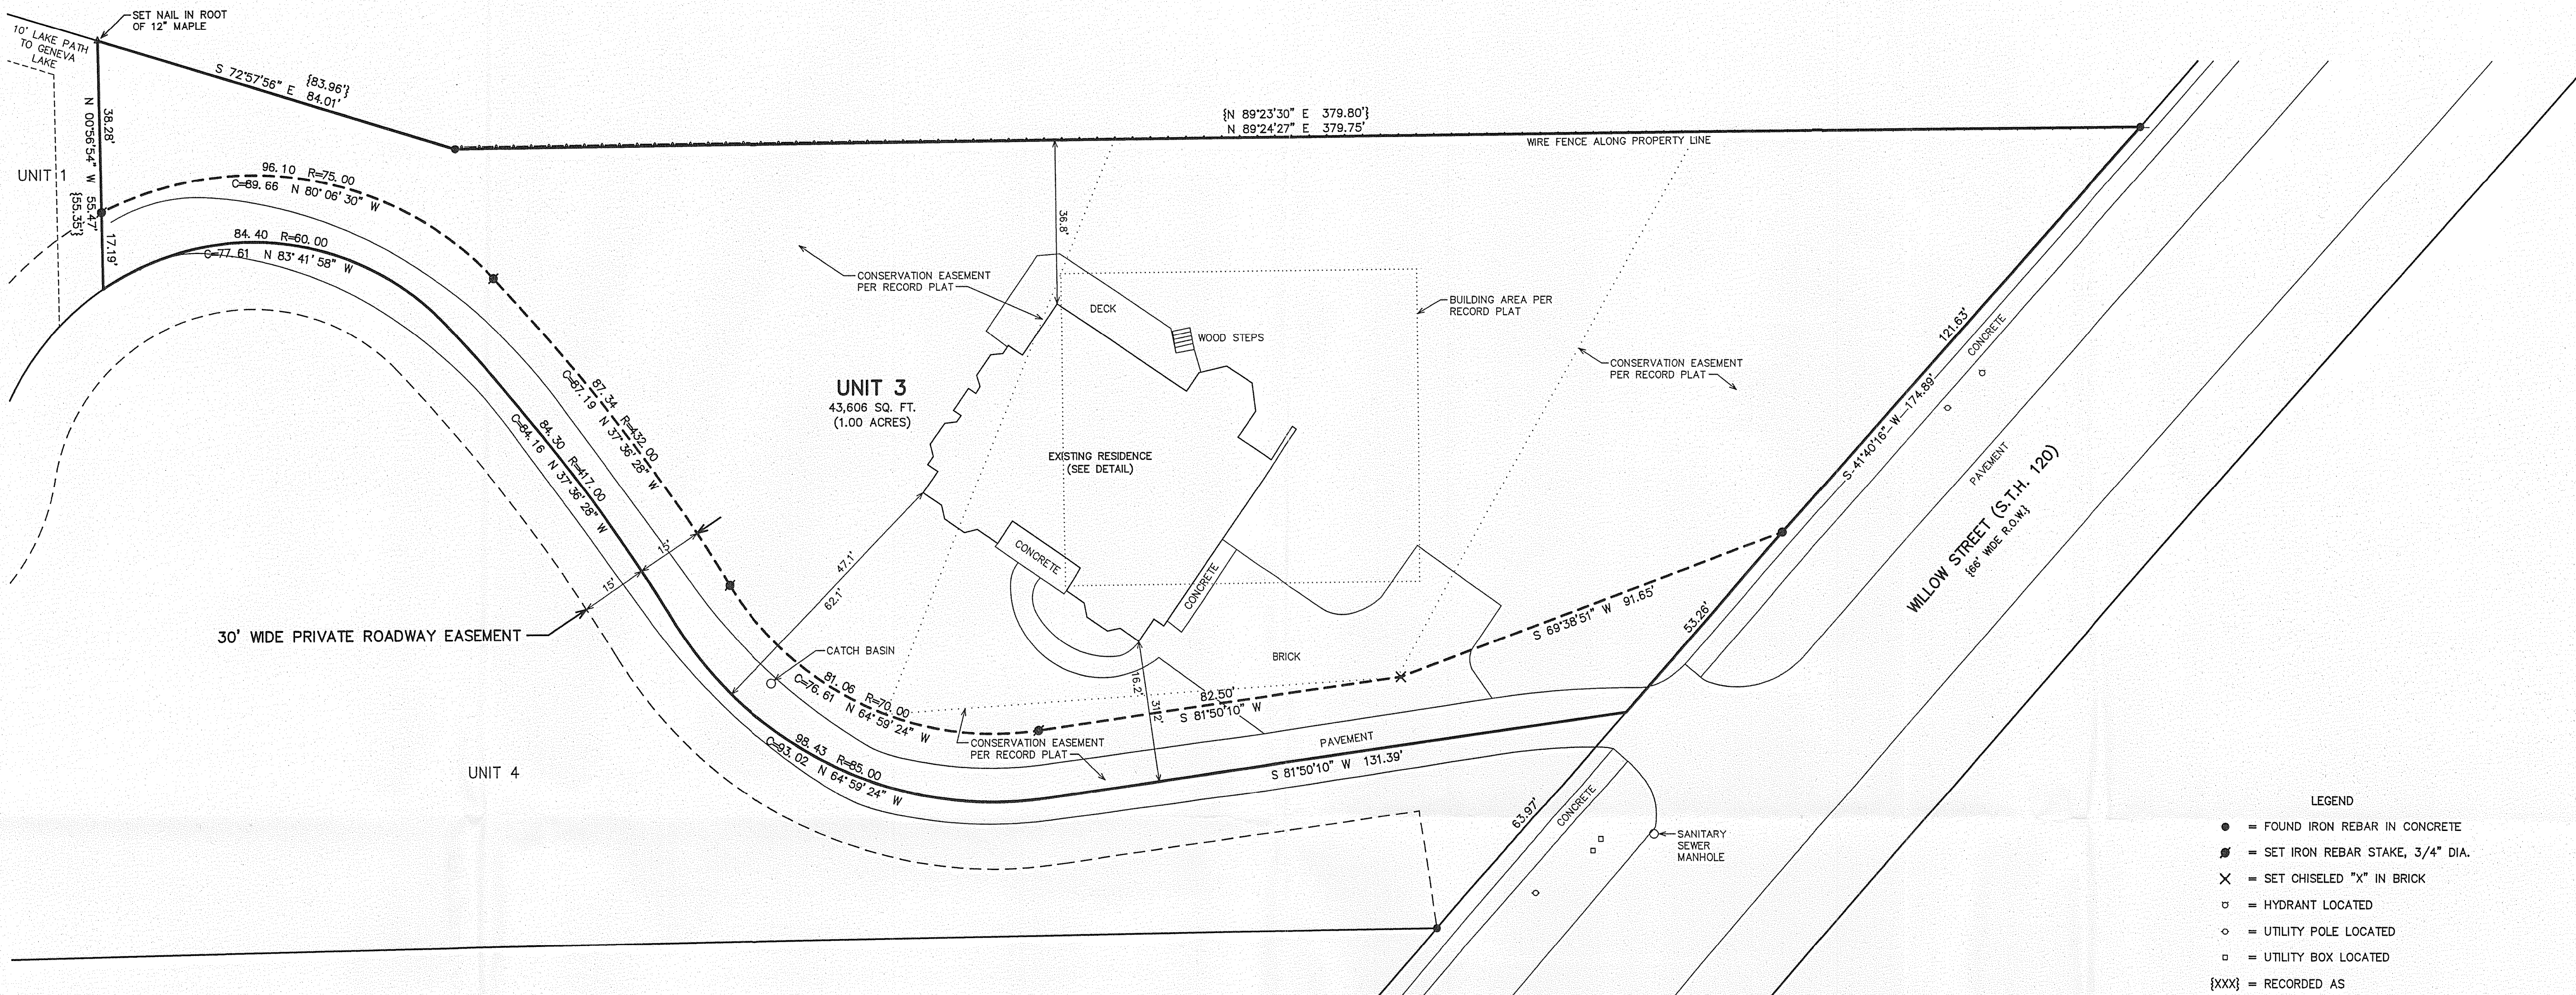 SET NAIL IN ROOT
OF 12" MAPLE
10' LAKE PATH
TO GENEVA
LAKE
S 72°57'56" E
{83.96'}
84.01'
38.28'
N 00°56'54" W 55.47'
{55.35'}
17.19'
UNIT 1
{N 89°23'30" E 379.80'}
N 89°24'27" E 379.75'
WIRE FENCE ALONG PROPERTY LINE
96.10 R=75.00
C=89.66 N 80°06'30" W
84.40 R=60.00
C=77.61 N 83°41'58" W
36.8'
CONSERVATION EASEMENT
PER RECORD PLAT
DECK
WOOD STEPS
BUILDING AREA PER
RECORD PLAT
CONSERVATION EASEMENT
PER RECORD PLAT
UNIT 3
43,606 SQ. FT.
(1.00 ACRES)
EXISTING RESIDENCE
(SEE DETAIL)
87.34 R=432.00
C=87.19 N 37°36'28" W
84.30 R=417.00
C=84.16 N 37°36'28" W
15'
15'
30' WIDE PRIVATE ROADWAY EASEMENT
47.1'
62.1'
CONCRETE
CONCRETE
CATCH BASIN
BRICK
81.06 R=70.00
C=76.61 N 64°59'24" W
98.43 R=85.00
C=93.02 N 64°59'24" W
16.2'
31.2'
82.50'
S 81°50'10" W
CONSERVATION EASEMENT
PER RECORD PLAT
PAVEMENT
S 81°50'10" W 131.39'
S 69°38'51" W 91.65'
121.63'
S 41°40'16" W 174.89'
53.26'
63.97'
CONCRETE
PAVEMENT
WILLOW STREET (S.T.H. 120)
{66' WIDE R.O.W.}
CONCRETE
SANITARY
SEWER
MANHOLE
UNIT 4
LEGEND
= FOUND IRON REBAR IN CONCRETE
= SET IRON REBAR STAKE, 3/4" DIA.
= SET CHISELED "X" IN BRICK
= HYDRANT LOCATED
= UTILITY POLE LOCATED
= UTILITY BOX LOCATED
{XXX} = RECORDED AS